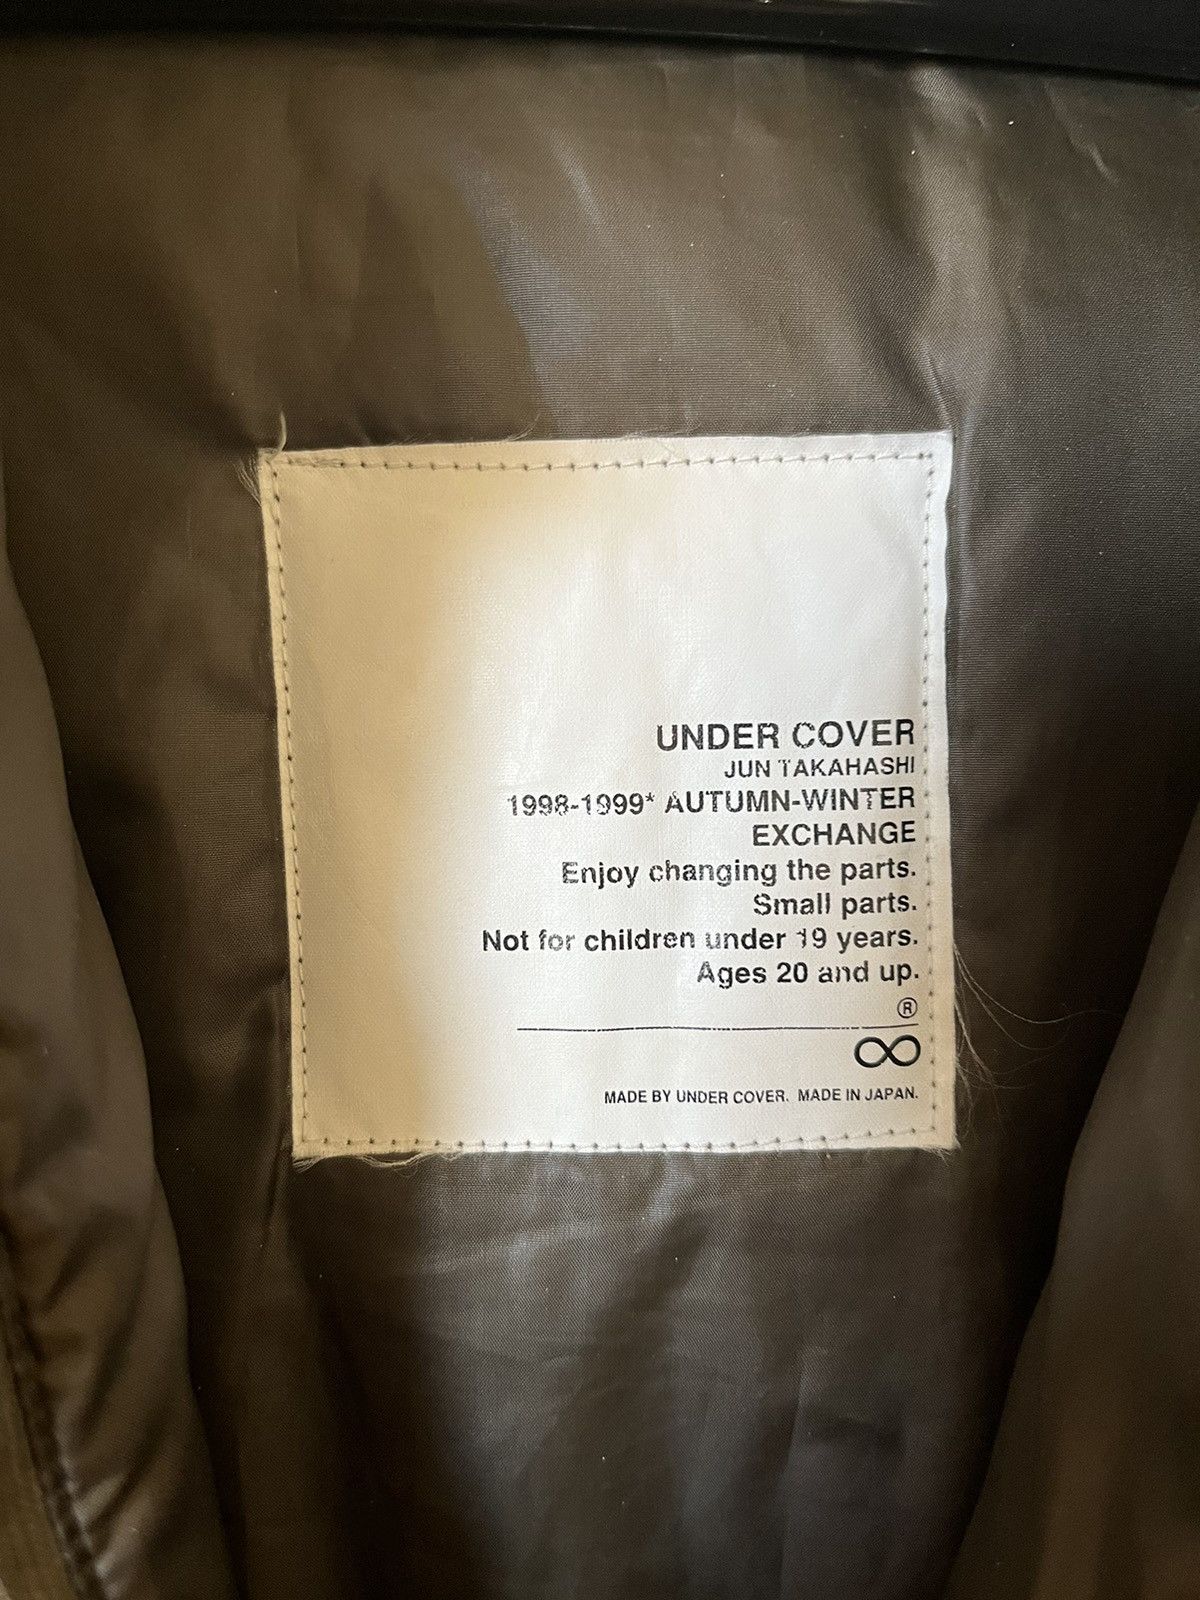 UNDER COVER
JUN TAKAHASHI
1998-1999* AUTUMN-WINTER
EXCHANGE
Enjoy changing the parts.
Small parts.
Not for children under 19 years.
Ages 20 and up.
®
∞
MADE BY UNDER COVER. MADE IN JAPAN.